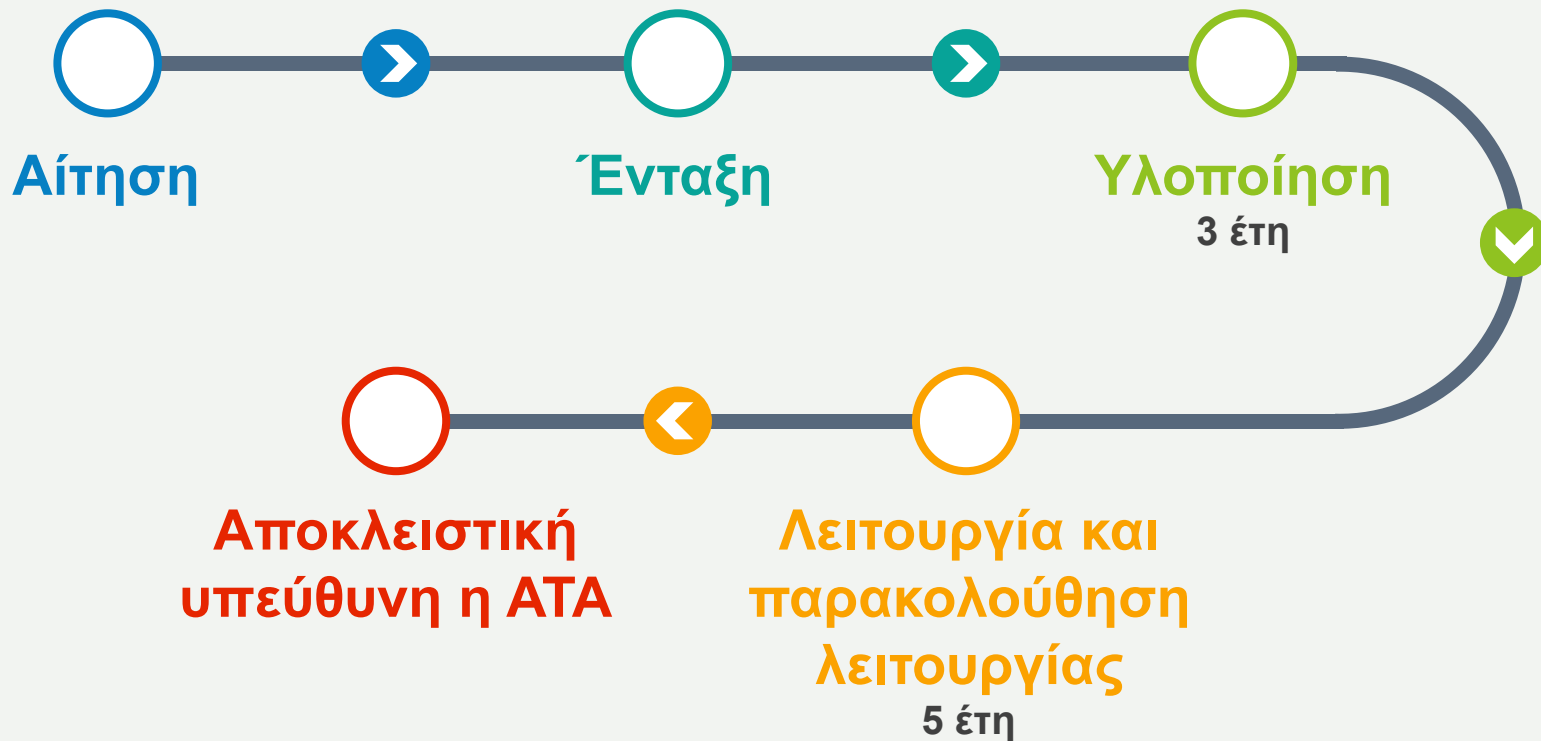 Αίτηση
Ένταξη
Υλοποίηση
3 έτη
Λειτουργία και
παρακολούθηση
λειτουργίας
5 έτη
Αποκλειστική
υπεύθυνη η ΑΤΑ